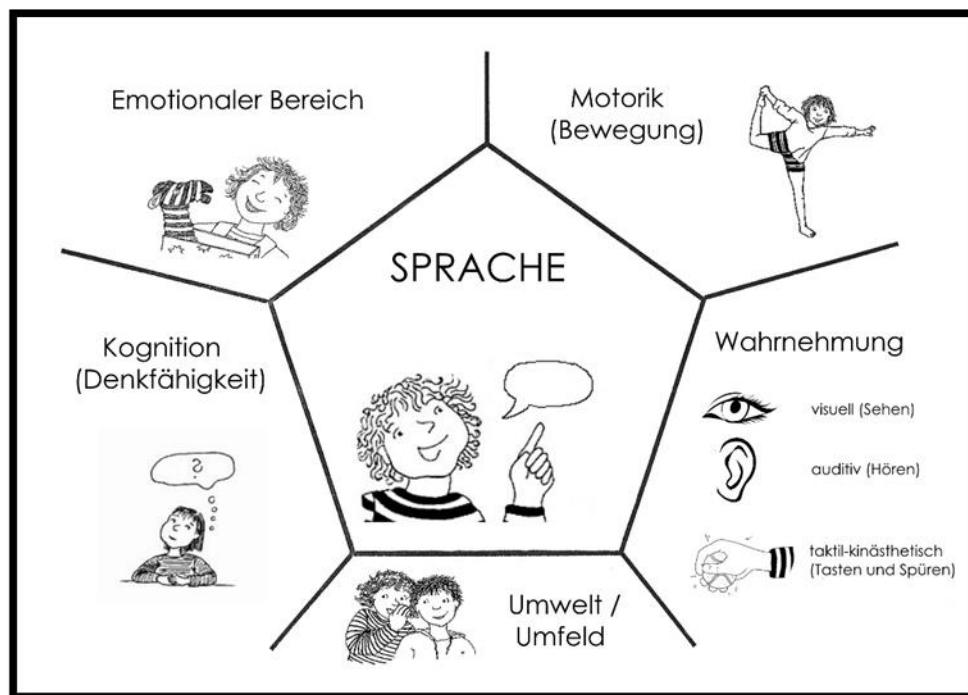 Emotionaler Bereich
Motorik
(Bewegung)
SPRACHE
Kognition
(Denkfähigkeit)
?
Wahrnehmung
visuell (Sehen)
auditiv (Hören)
taktil-kinästhetisch
(Tasten und Spüren)
Umwelt /
Umfeld